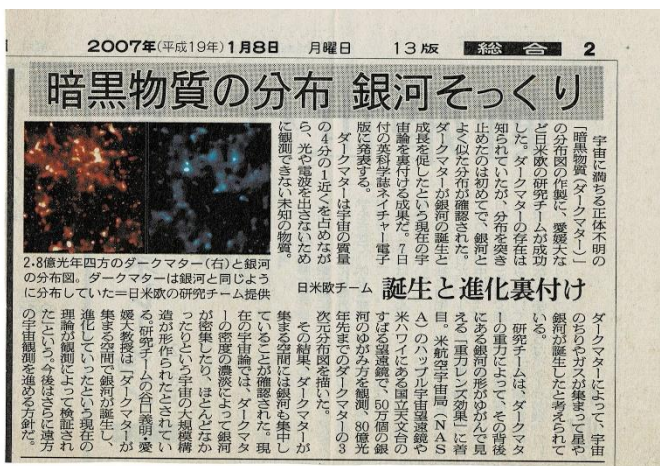 2007年(平成19年)1月8日 月曜日 13版 総合 2
暗黒物質の分布 銀河そっくり
宇宙に満ちる正体不明の
「暗黒物質(ダークマター)」
の分布図の作製に、愛媛大な
ど日米欧の研究チームが成功
した。ダークマターの存在は
知られていたが、分布を突き
止めたのは初めてで、銀河と
よく似た分布が確認された。
ダークマターが銀河の誕生と
成長を促したという現在の宇
宙論を裏付ける成果だ。7日
付の英科学誌ネイチャー電子
版に発表する。
ダークマターは宇宙の質量
の4分の1近くを占めなが
ら、光や電波を出さないため
に観測できない未知の物質。
2・8億光年四方のダークマター(右)と銀河
の分布図。ダークマターは銀河と同じよう
に分布していた=日米欧の研究チーム提供
日米欧チーム 誕生と進化裏付け
ダークマターによって、宇宙
のちりやガスが集まって星や
銀河が誕生したと考えられて
いる。
研究チームは、ダークマタ
ーの重力によって、その背後
にある銀河の形がゆがんで見
える「重力レンズ効果」に着
目。米航空宇宙局(NAS
A)のハッブル宇宙望遠鏡や
米ハワイにある国立天文台の
すばる望遠鏡で、50万個の銀
河のゆがみ方を観測。80億光
年先までのダークマターの3
次元分布図を描いた。
その結果、ダークマターが
集まる空間には銀河も集中し
ていることが確認された。現
在の宇宙論では、ダークマタ
ーの密度の濃淡によって銀河
が密集したり、ほとんどなか
ったりという宇宙の大規模構
造が形作られたとされてい
る。研究チームの谷口義明・愛
媛大教授は「ダークマターが
集まる空間で銀河が誕生し、
進化していったという現在の
理論が観測によって検証され
た」という。今後はさらに遠方
の宇宙観測を進める方針だ。